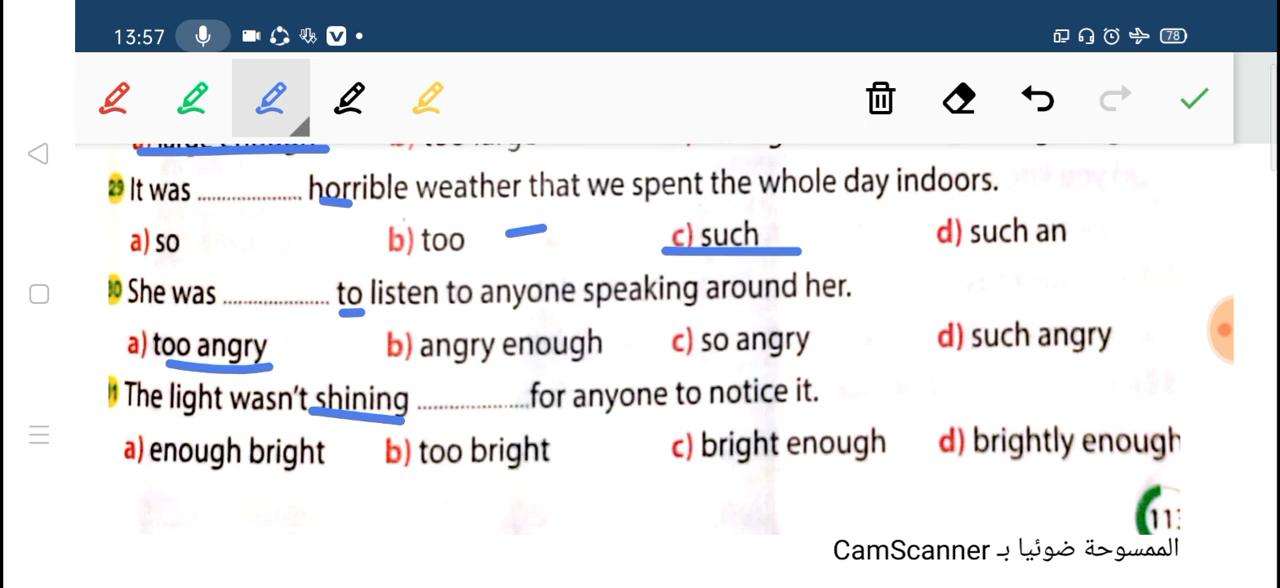 13:57
78
29 It was .................... horrible weather that we spent the whole day indoors.
a) so b) too c) such d) such an
30 She was .................... to listen to anyone speaking around her.
a) too angry b) angry enough c) so angry d) such angry
The light wasn't shining ....................for anyone to notice it.
a) enough bright b) too bright c) bright enough d) brightly enough
الممسوحة ضوئيا بـ CamScanner